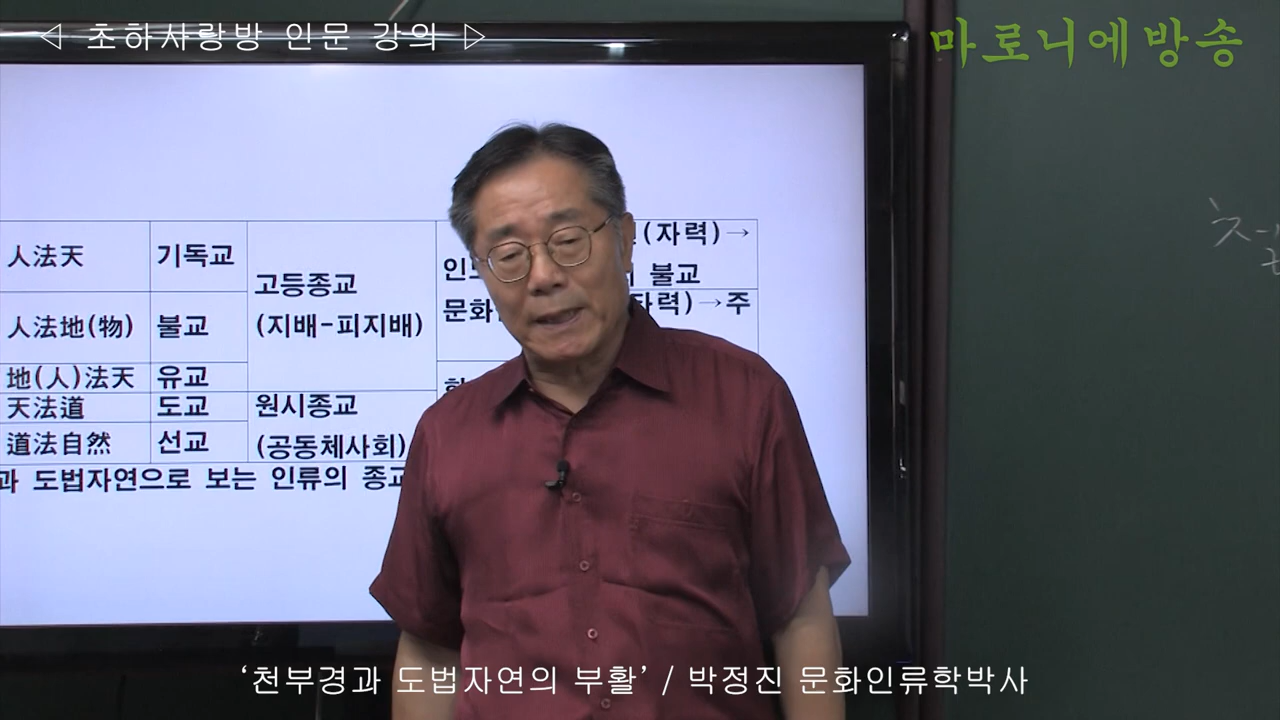 ◁ 초하사랑방 인문 강의 ▷
마로니에방송
人法天 기독교 고등종교 (자력)→
(지배-피지배) 불교
人法地(物) 불교 문화 →주
地(人)法天 유교
天法道 도교 원시종교
道法自然 선교 (공동체사회)
과 도법자연으로 보는 인류의 종교
‘천부경과 도법자연의 부활’ / 박정진 문화인류학박사